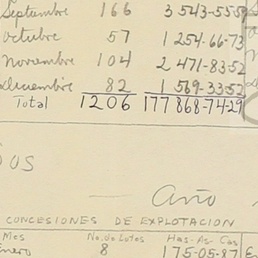 Septiembre 166 3 543-55-59
Octubre 57 1 254-66-73
Noviembre 104 2 471-83-52
Diciembre 82 1 569-33-52
Total 1206 177 868-74-29
OS
Año
CONCESIONES DE EXPLOTACION
Mes No. de Lotes Has-As-Cas
Enero 8 175-05-87